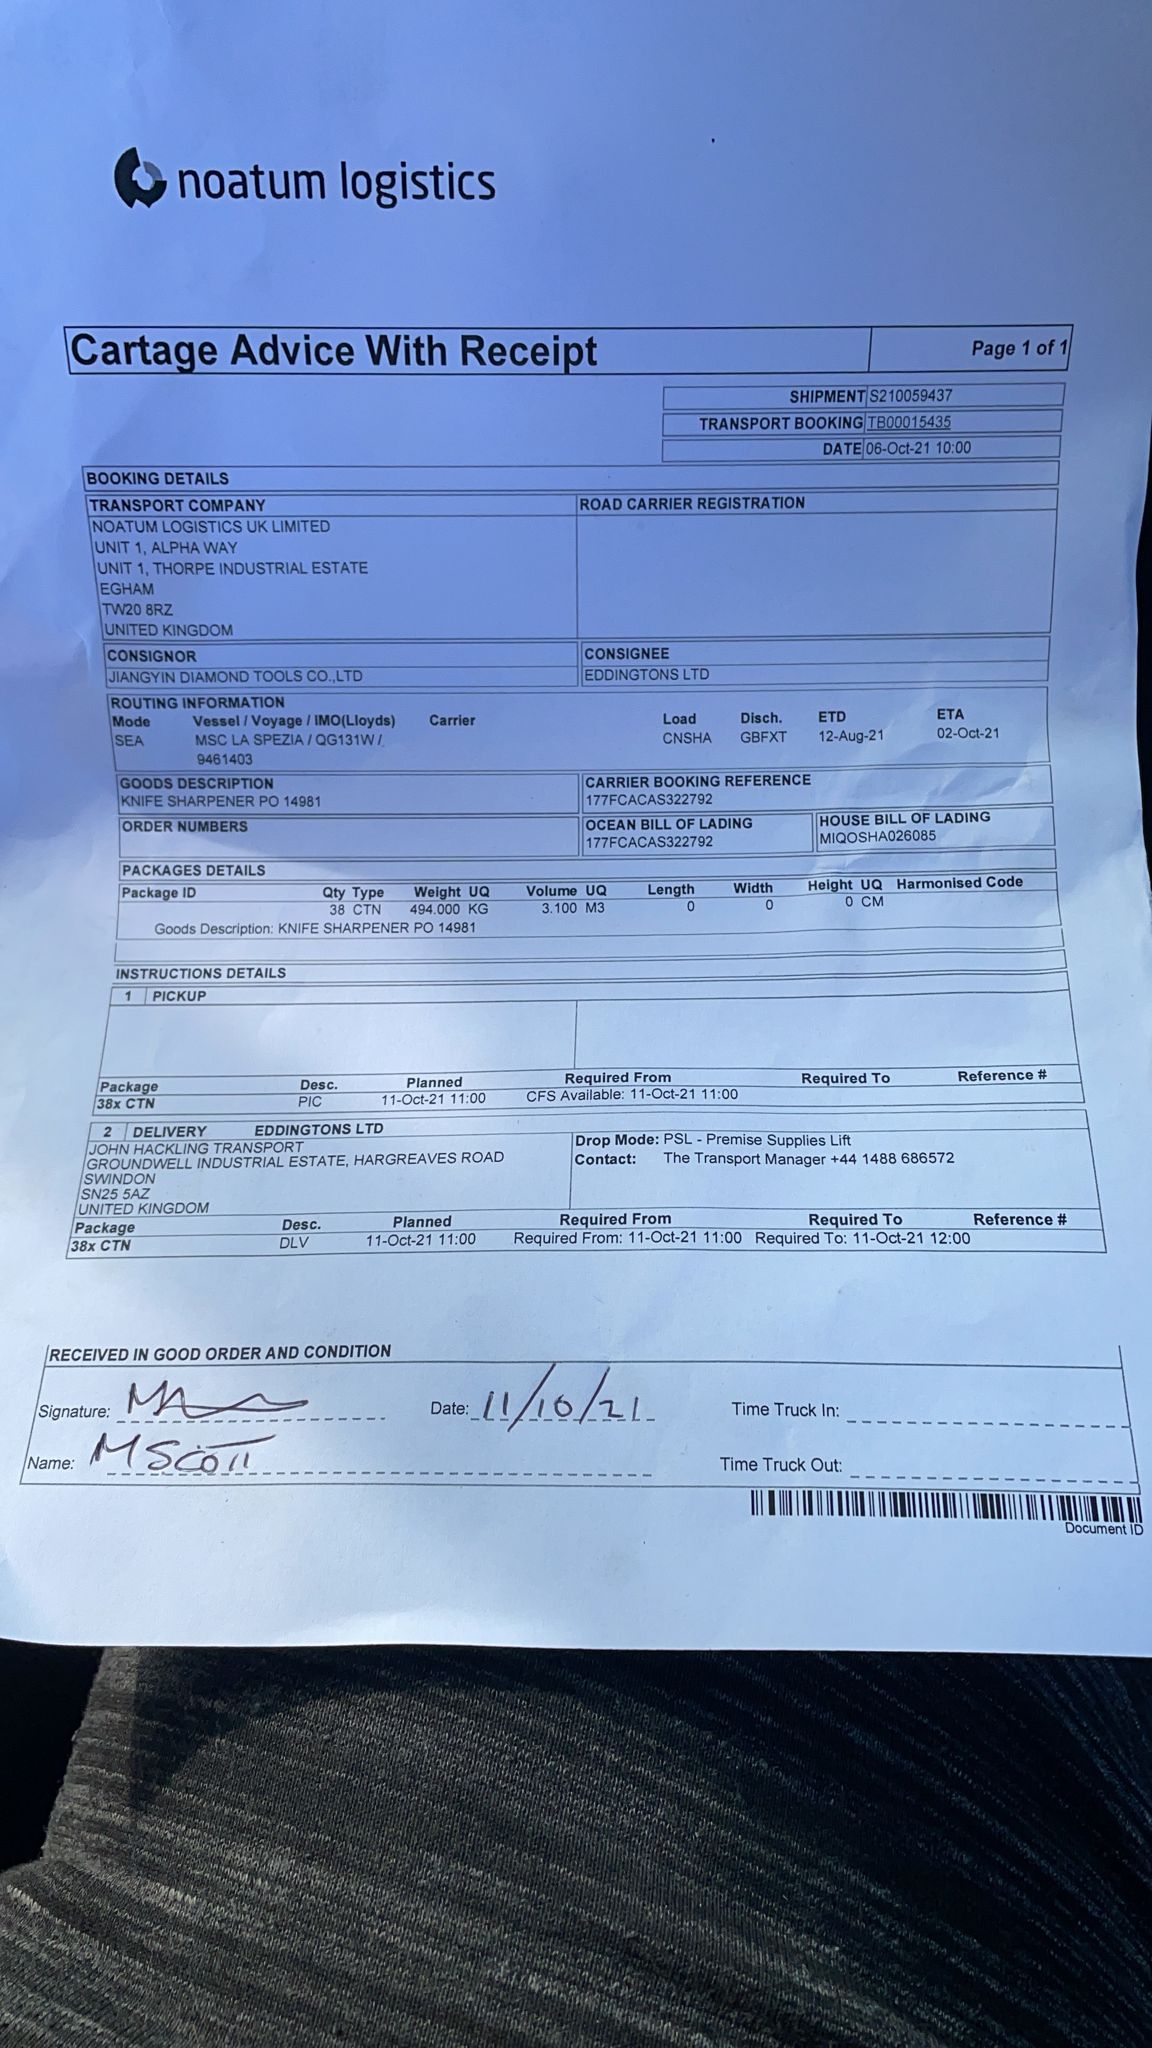 noatum logistics
Cartage Advice With Receipt Page 1 of 1
SHIPMENT S210059437
TRANSPORT BOOKING TB00015435
DATE 06-Oct-21 10:00
BOOKING DETAILS
TRANSPORT COMPANY ROAD CARRIER REGISTRATION
NOATUM LOGISTICS UK LIMITED
UNIT 1, ALPHA WAY
UNIT 1, THORPE INDUSTRIAL ESTATE
EGHAM
TW20 8RZ
UNITED KINGDOM
CONSIGNOR CONSIGNEE
JIANGYIN DIAMOND TOOLS CO.,LTD EDDINGTONS LTD
ROUTING INFORMATION
Mode Vessel / Voyage / IMO(Lloyds) Carrier Load Disch. ETD ETA
SEA MSC LA SPEZIA / QG131W / CNSHA GBFXT 12-Aug-21 02-Oct-21
9461403
GOODS DESCRIPTION CARRIER BOOKING REFERENCE
KNIFE SHARPENER PO 14981 177FCACAS322792
ORDER NUMBERS OCEAN BILL OF LADING HOUSE BILL OF LADING
177FCACAS322792 MIQOSHA026085
PACKAGES DETAILS
Package ID Qty Type Weight UQ Volume UQ Length Width Height UQ Harmonised Code
38 CTN 494.000 KG 3.100 M3 0 0 0 CM
Goods Description: KNIFE SHARPENER PO 14981
INSTRUCTIONS DETAILS
1 PICKUP
Package Desc. Planned Required From Required To Reference #
38x CTN PIC 11-Oct-21 11:00 CFS Available: 11-Oct-21 11:00
2 DELIVERY EDDINGTONS LTD
JOHN HACKLING TRANSPORT Drop Mode: PSL - Premise Supplies Lift
GROUNDWELL INDUSTRIAL ESTATE, HARGREAVES ROAD Contact: The Transport Manager +44 1488 686572
SWINDON
SN25 5AZ
UNITED KINGDOM
Package Desc. Planned Required From Required To Reference #
38x CTN DLV 11-Oct-21 11:00 Required From: 11-Oct-21 11:00 Required To: 11-Oct-21 12:00
RECEIVED IN GOOD ORDER AND CONDITION
Signature: Date: 11/10/21 Time Truck In:
Name: M SCOTT Time Truck Out:
Document ID